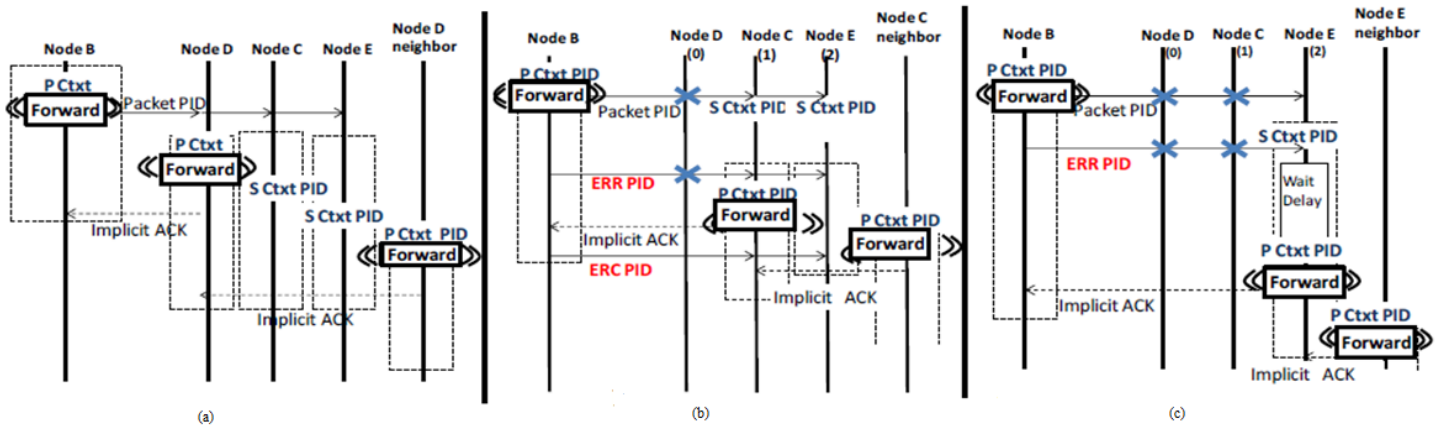 Node B
Node D
Node C
Node E
Node D
neighbor
P Ctxt
Forward
Packet PID
P Ctxt
Forward
S Ctxt PID
S Ctxt PID
Implicit ACK
P Ctxt PID
Forward
Implicit ACK
(a)
Node B
Node D
(0)
Node C
(1)
Node E
(2)
Node C
neighbor
P Ctxt PID
Forward
Packet PID
S Ctxt PID
S Ctxt PID
ERR PID
P Ctxt PID
Forward
Implicit ACK
P Ctxt PID
Forward
ERC PID
Implicit ACK
(b)
Node B
Node D
(0)
Node C
(1)
Node E
(2)
Node E
neighbor
P Ctxt PID
Forward
Packet PID
S Ctxt PID
ERR PID
Wait
Delay
P Ctxt PID
Forward
Implicit ACK
P Ctxt PID
Forward
Implicit ACK
(c)